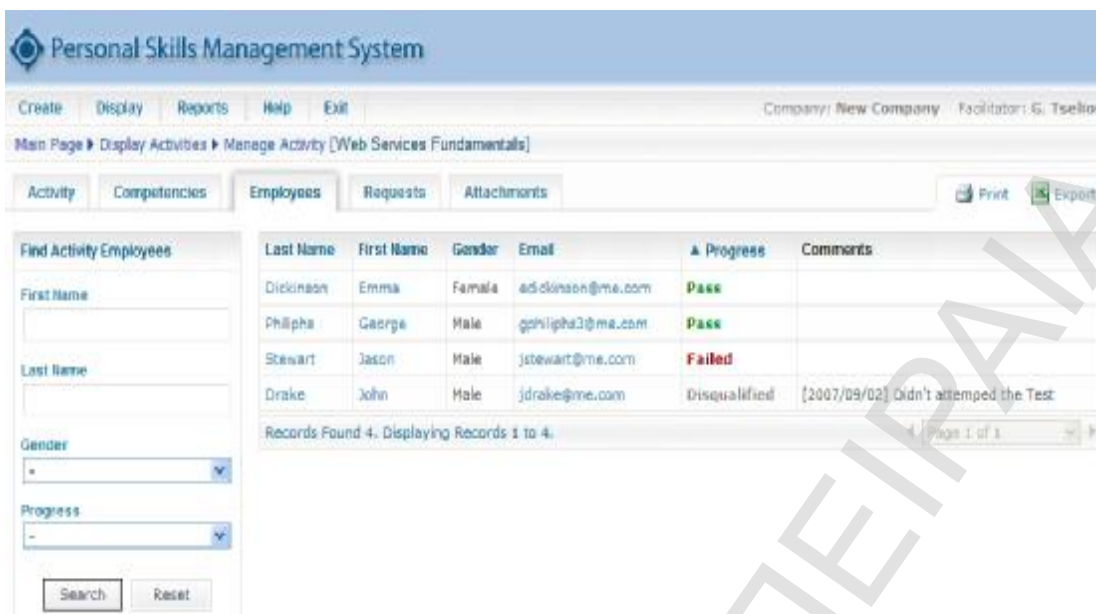 Personal Skills Management System
Create Display Reports Help Exit Company: New Company Facilitator: G. Tseliou
Main Page Display Activities Manage Activity [Web Services Fundamentals]
Activity Competencies Employees Requests Attachments Print Export
Find Activity Employees
First Name
Last Name
Gender
-
Progress
-
Search Reset
Last Name First Name Gender Email ▲ Progress Comments
Dickinson Emma Female edickinson@me.com Pass
Philiphs George Male gphiliphs3@me.com Pass
Stewart Jason Male jstewart@me.com Failed
Drake John Male jdrake@me.com Disqualified [2007/09/02] Didn't attemped the Test
Records Found 4. Displaying Records 1 to 4. Page 1 of 1
ΠΕΙΡΑΙΑ